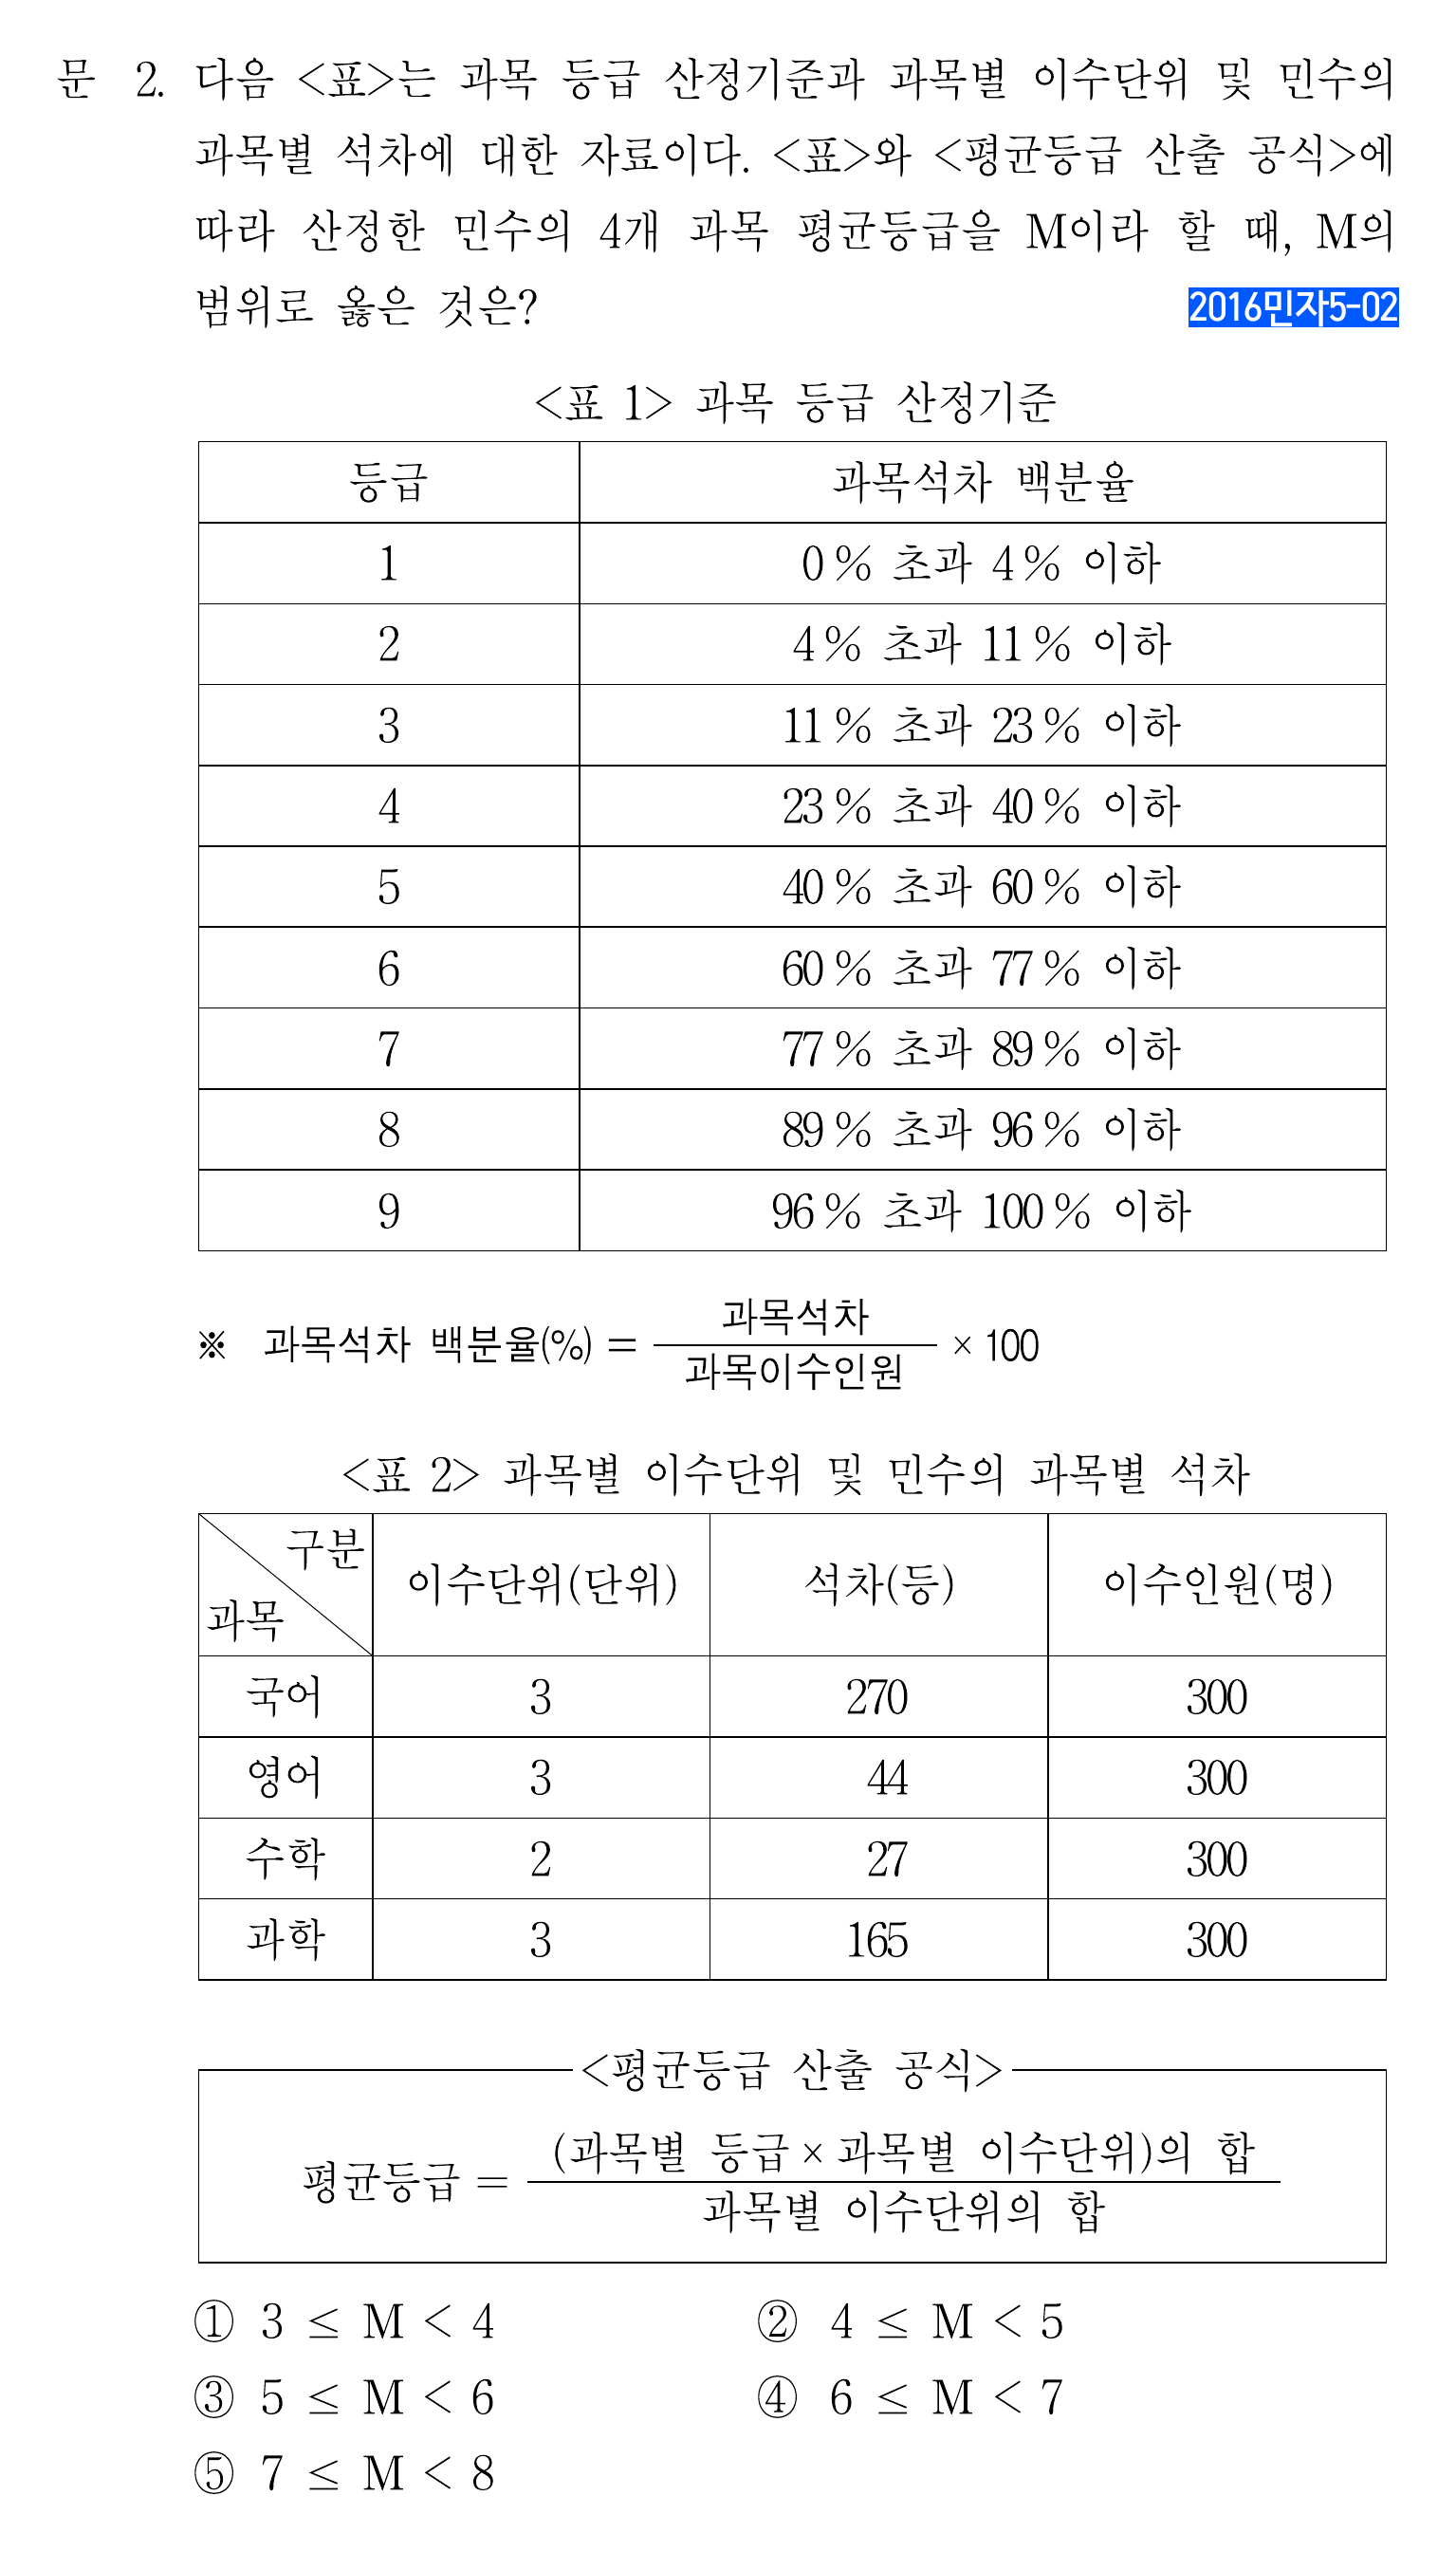 문 2. 다음 <표>는 과목 등급 산정기준과 과목별 이수단위 및 민수의
과목별 석차에 대한 자료이다. <표>와 <평균등급 산출 공식>에
따라 산정한 민수의 4개 과목 평균등급을 M이라 할 때, M의
범위로 옳은 것은? 2016민자5-02
<표 1> 과목 등급 산정기준
등급 과목석차 백분율
1 0% 초과 4% 이하
2 4% 초과 11% 이하
3 11% 초과 23% 이하
4 23% 초과 40% 이하
5 40% 초과 60% 이하
6 60% 초과 77% 이하
7 77% 초과 89% 이하
8 89% 초과 96% 이하
9 96% 초과 100% 이하
과목석차
※ 과목석차 백분율(%) = × 100
과목이수인원
<표 2> 과목별 이수단위 및 민수의 과목별 석차
구분
과목 이수단위(단위) 석차(등) 이수인원(명)
국어 3 270 300
영어 3 44 300
수학 2 27 300
과학 3 165 300
<평균등급 산출 공식>
(과목별 등급×과목별 이수단위)의 합
평균등급 =
과목별 이수단위의 합
① 3 ≤ M < 4 ② 4 ≤ M < 5
③ 5 ≤ M < 6 ④ 6 ≤ M < 7
⑤ 7 ≤ M < 8